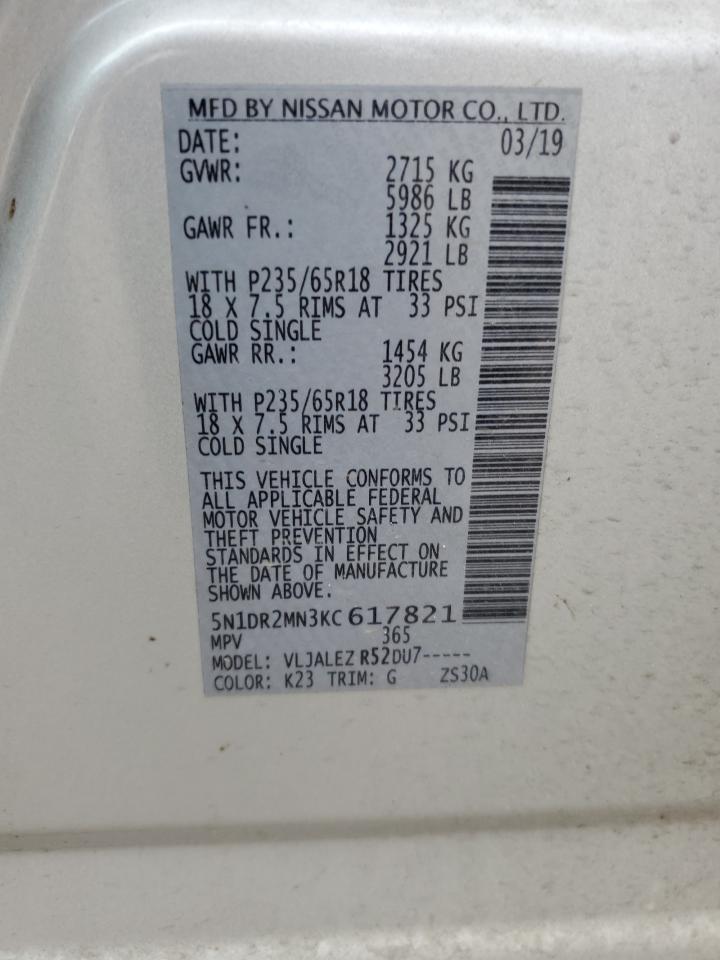 MFD BY NISSAN MOTOR CO., LTD.
DATE: 03/19
GVWR: 2715 KG
5986 LB
GAWR FR.: 1325 KG
2921 LB
WITH P235/65R18 TIRES
18 X 7.5 RIMS AT 33 PSI
COLD SINGLE
GAWR RR.: 1454 KG
3205 LB
WITH P235/65R18 TIRES
18 X 7.5 RIMS AT 33 PSI
COLD SINGLE
THIS VEHICLE CONFORMS TO
ALL APPLICABLE FEDERAL
MOTOR VEHICLE SAFETY AND
THEFT PREVENTION
STANDARDS IN EFFECT ON
THE DATE OF MANUFACTURE
SHOWN ABOVE.
5N1DR2MN3KC617821
MPV 365
MODEL: VLJALEZ R52DU7-----
COLOR: K23 TRIM: G ZS30A